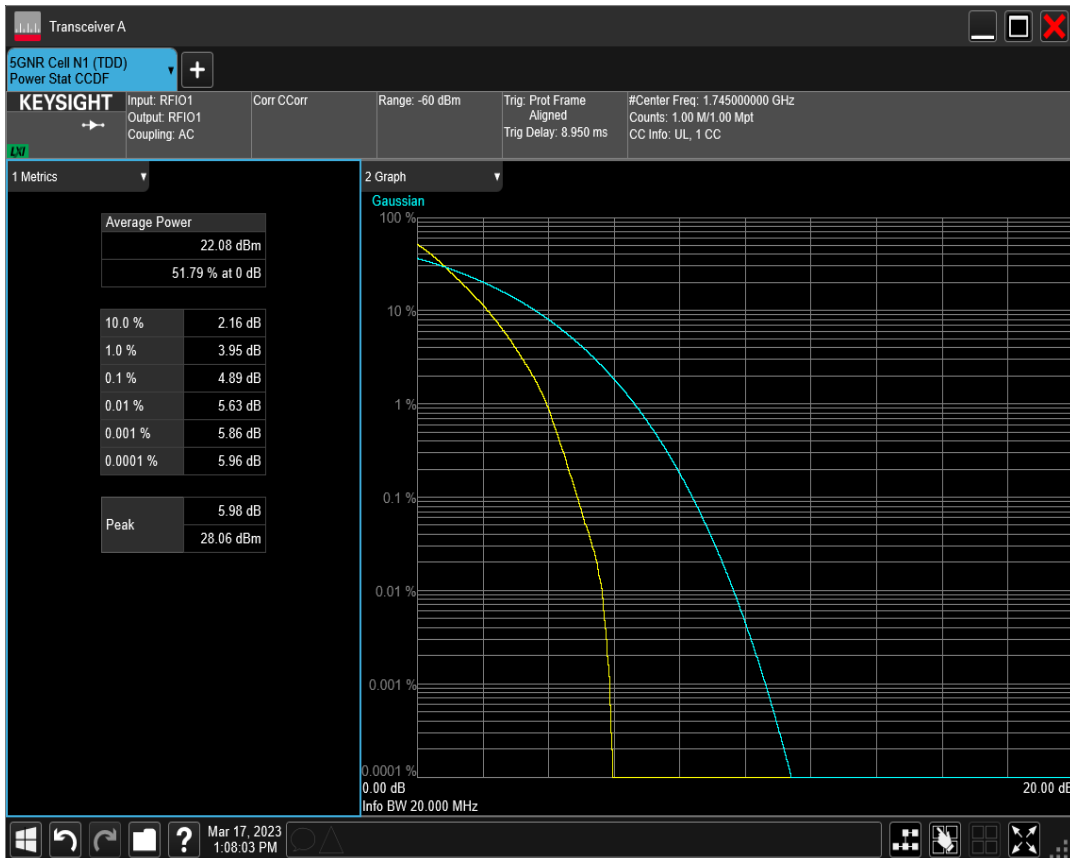 Transceiver A
5GNR Cell N1 (TDD)
Power Stat CCDF
KEYSIGHT
LXI
Input: RFIO1
Output: RFIO1
Coupling: AC
Corr CCorr
Range: -60 dBm
Trig: Prot Frame
Aligned
Trig Delay: 8.950 ms
#Center Freq: 1.745000000 GHz
Counts: 1.00 M/1.00 Mpt
CC Info: UL, 1 CC
1 Metrics
Average Power
22.08 dBm
51.79 % at 0 dB
10.0 % 2.16 dB
1.0 % 3.95 dB
0.1 % 4.89 dB
0.01 % 5.63 dB
0.001 % 5.86 dB
0.0001 % 5.96 dB
Peak 5.98 dB
28.06 dBm
2 Graph
Gaussian
100 %
10 %
1 %
0.1 %
0.01 %
0.001 %
0.0001 %
0.00 dB 20.00 dB
Info BW 20.000 MHz
Mar 17, 2023
1:08:03 PM